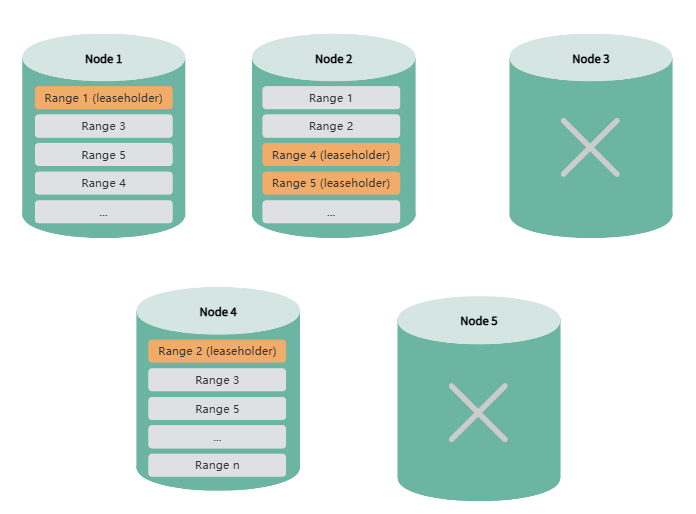 Node 1
Range 1 (leaseholder)
Range 3
Range 5
Range 4
...
Node 2
Range 1
Range 2
Range 4 (leaseholder)
Range 5 (leaseholder)
...
Node 3
Node 4
Range 2 (leaseholder)
Range 3
Range 5
...
Range n
Node 5